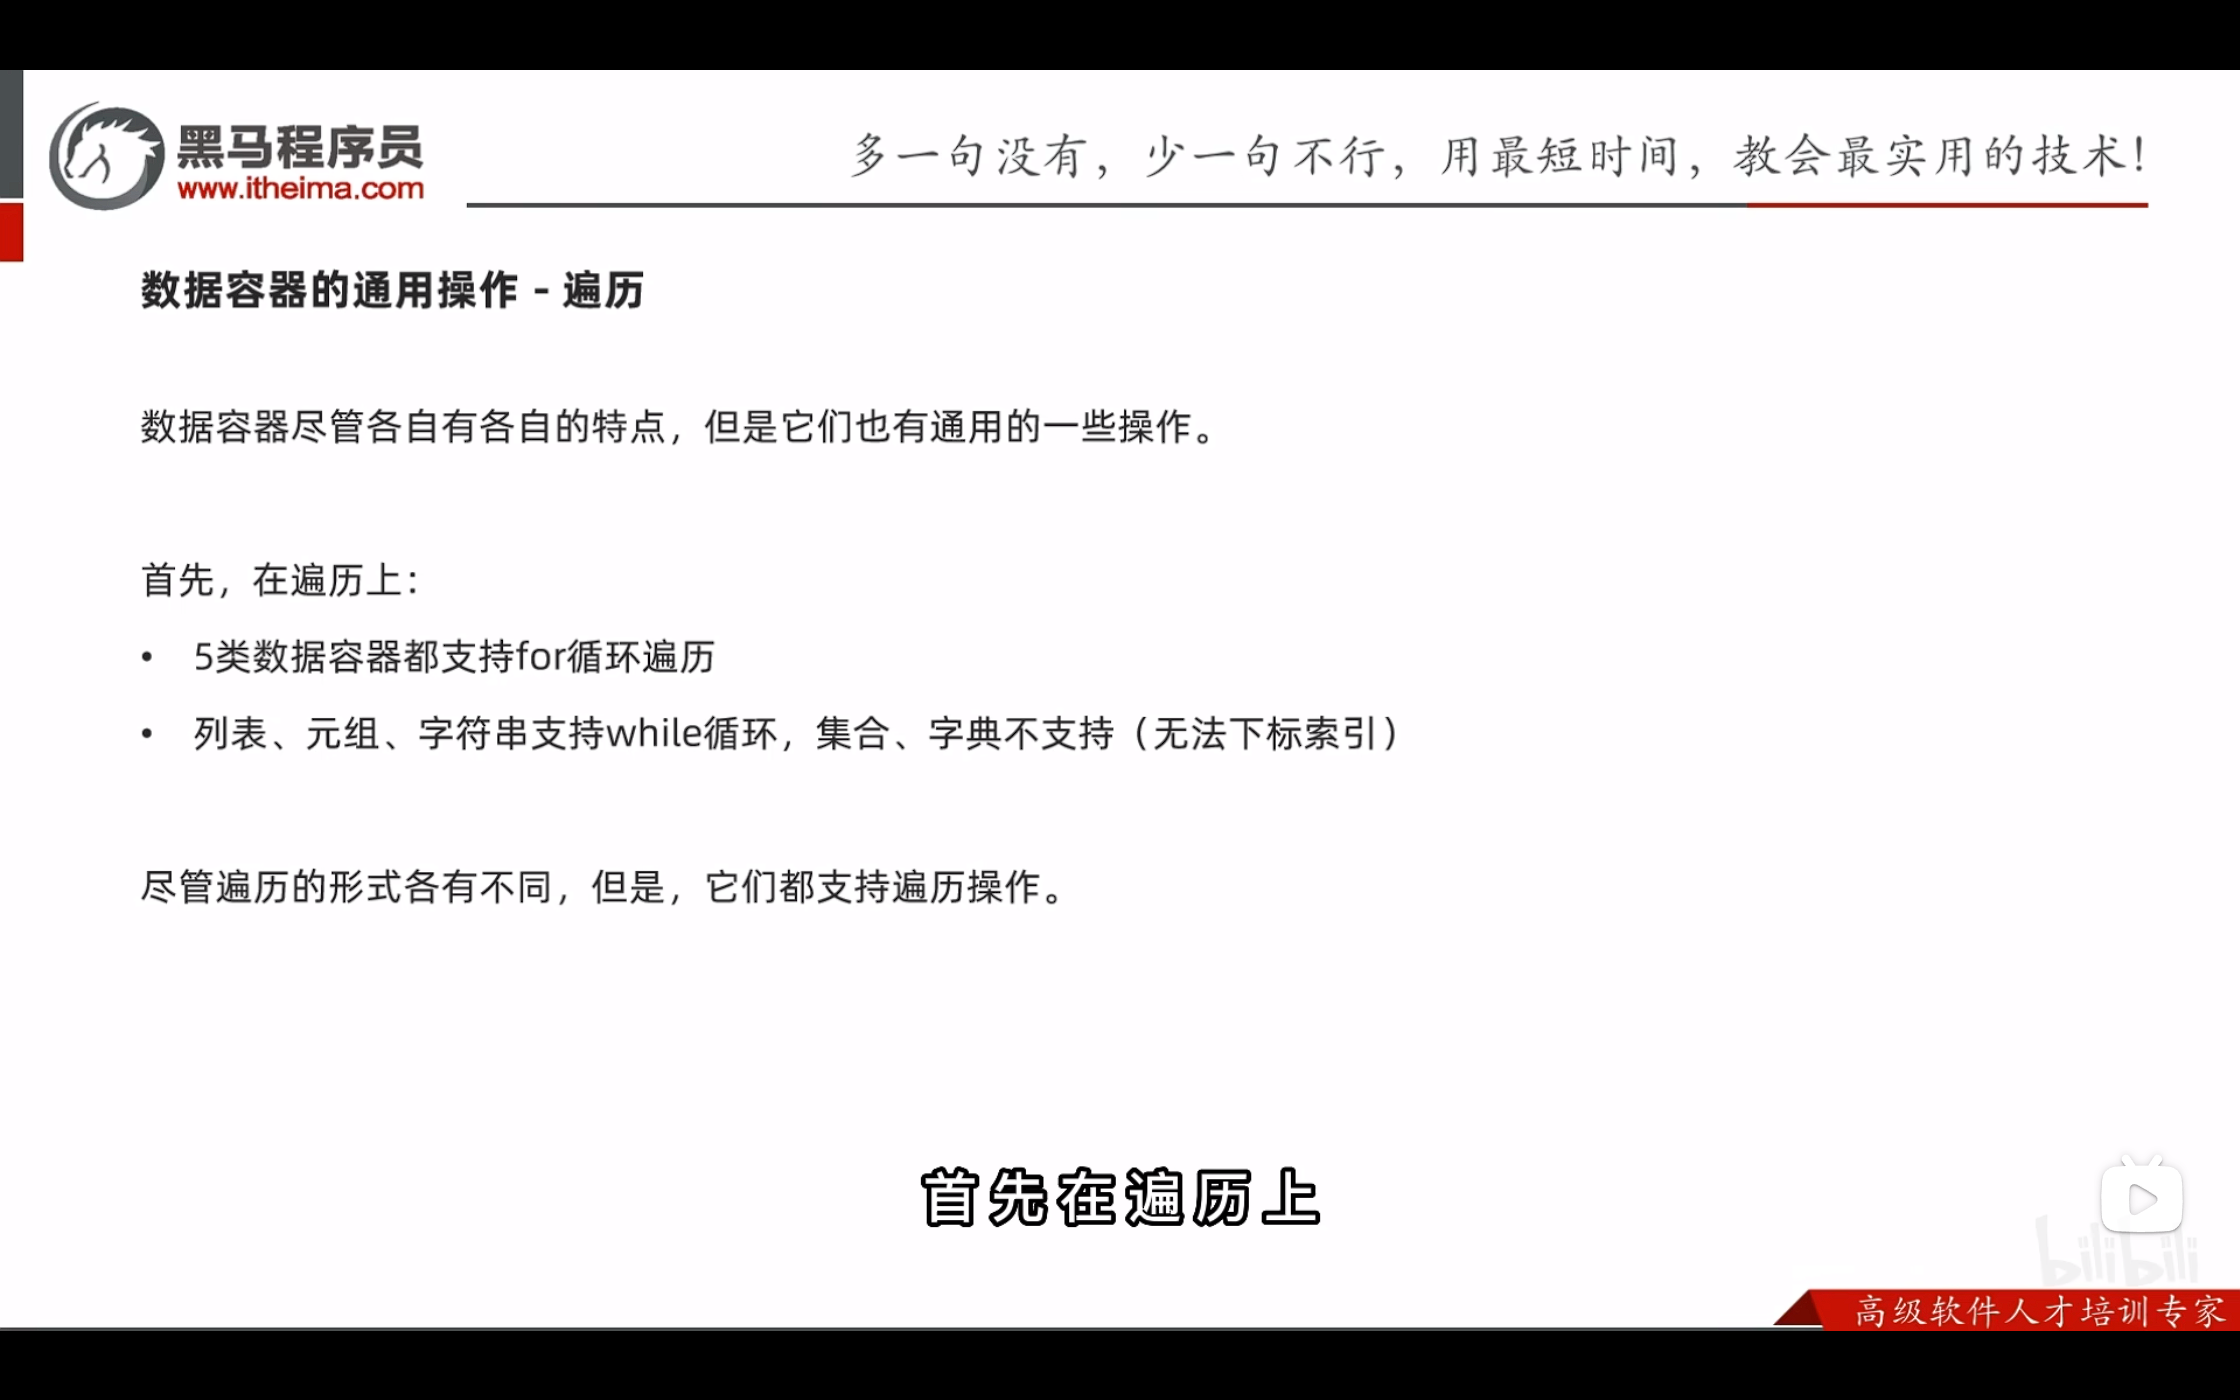 黑马程序员
www.itheima.com
多一句没有，少一句不行，用最短时间，教会最实用的技术！
数据容器的通用操作 - 遍历
数据容器尽管各自有各自的特点，但是它们也有通用的一些操作。
首先，在遍历上：
• 5类数据容器都支持for循环遍历
• 列表、元组、字符串支持while循环，集合、字典不支持（无法下标索引）
尽管遍历的形式各有不同，但是，它们都支持遍历操作。
首先在遍历上
bilibili
高级软件人才培训专家